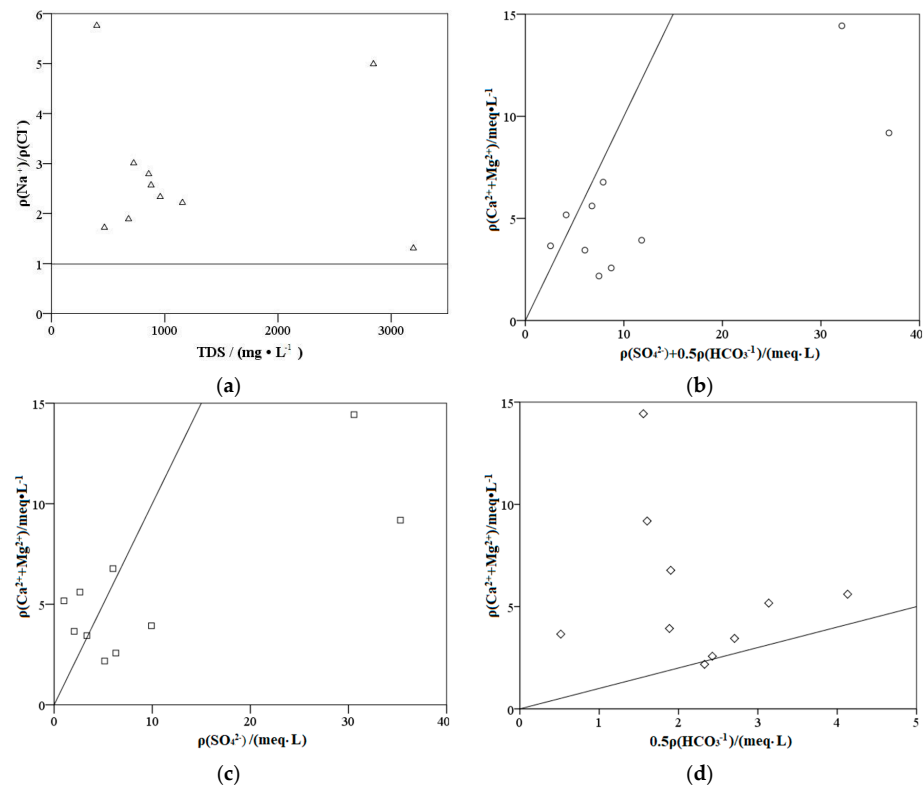 6
5
4
3
2
1
0
ρ(Na⁺)/ρ(Cl⁻)
0 1000 2000 3000
TDS / (mg • L⁻¹ )
(a)
15
10
5
0
ρ(Ca²⁺+Mg²⁺)/meq•L⁻¹
0 10 20 30 40
ρ(SO₄²⁻)+0.5ρ(HCO₃⁻¹)/(meq·L)
(b)
15
10
5
0
ρ(Ca²⁺+Mg²⁺)/meq•L⁻¹
0 10 20 30 40
ρ(SO₄²⁻)/(meq·L)
(c)
15
10
5
0
ρ(Ca²⁺+Mg²⁺)/meq•L⁻¹
0 1 2 3 4 5
0.5ρ(HCO₃⁻¹)/(meq·L)
(d)